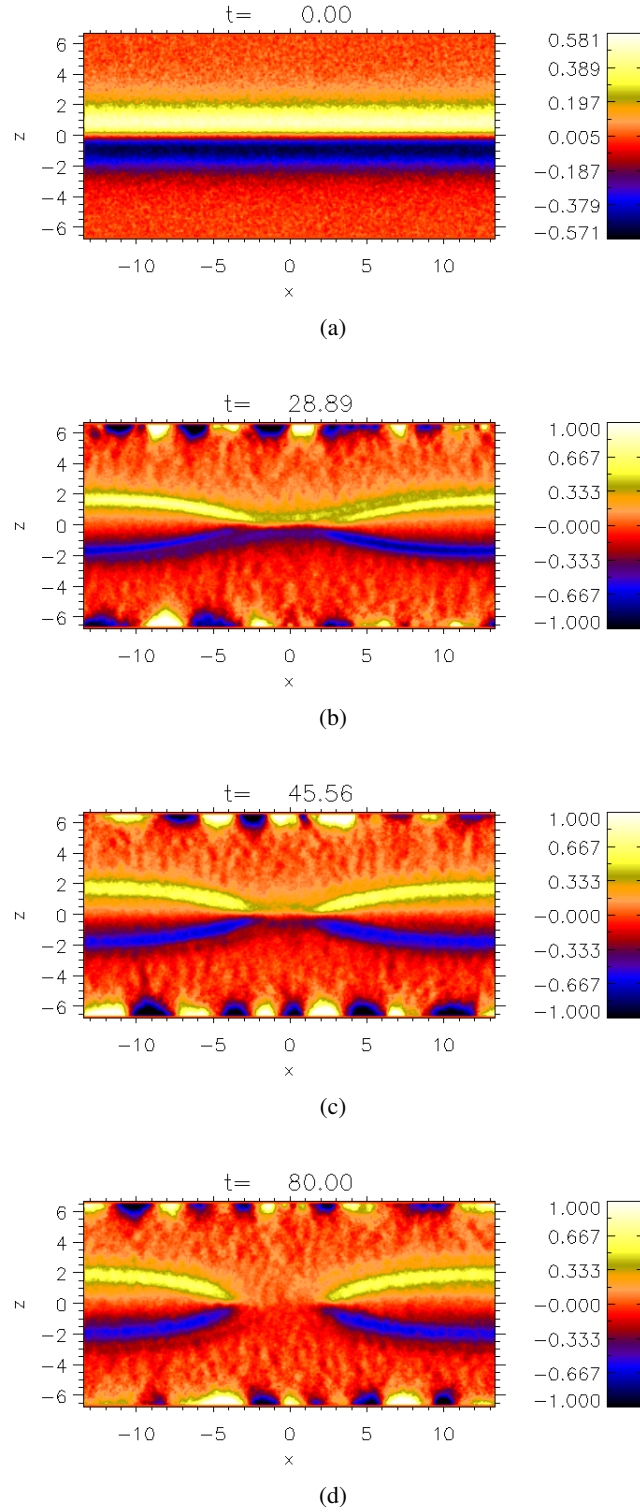 t= 0.00
6
4
2
0
−2
−4
−6
z
−10 −5 0 5 10
x
0.581
0.389
0.197
0.005
−0.187
−0.379
−0.571
(a)
t= 28.89
6
4
2
0
−2
−4
−6
z
−10 −5 0 5 10
x
1.000
0.667
0.333
−0.000
−0.333
−0.667
−1.000
(b)
t= 45.56
6
4
2
0
−2
−4
−6
z
−10 −5 0 5 10
x
1.000
0.667
0.333
−0.000
−0.333
−0.667
−1.000
(c)
t= 80.00
6
4
2
0
−2
−4
−6
z
−10 −5 0 5 10
x
1.000
0.667
0.333
−0.000
−0.333
−0.667
−1.000
(d)